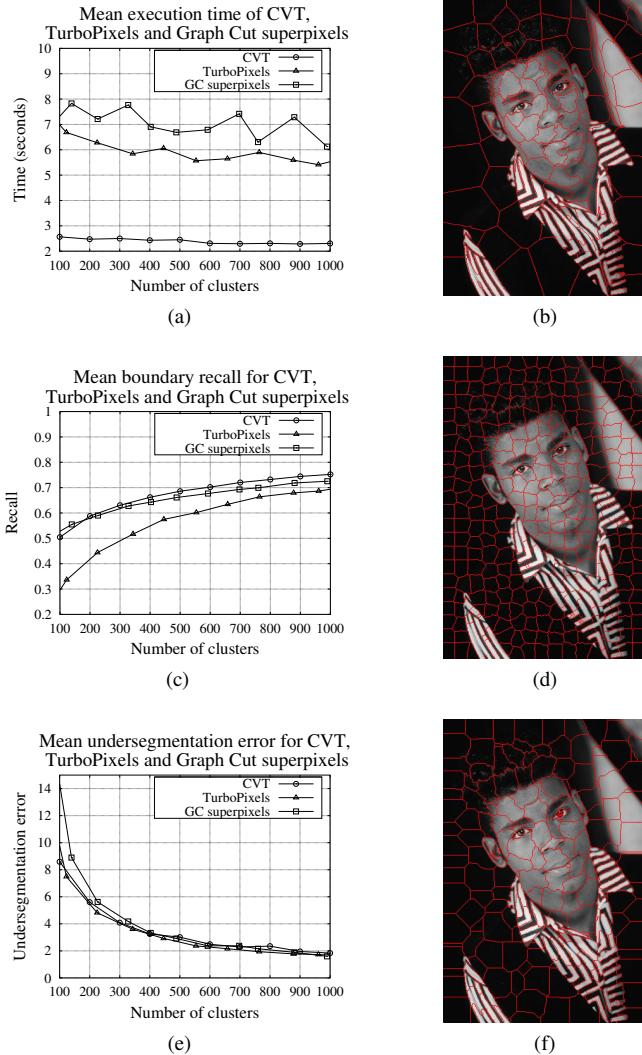 Mean execution time of CVT,
TurboPixels and Graph Cut superpixels
CVT
TurboPixels
GC superpixels
10
9
8
7
6
5
4
3
2
Time (seconds)
100 200 300 400 500 600 700 800 900 1000
Number of clusters
(a)
(b)
Mean boundary recall for CVT,
TurboPixels and Graph Cut superpixels
CVT
TurboPixels
GC superpixels
1
0.9
0.8
0.7
0.6
0.5
0.4
0.3
0.2
Recall
100 200 300 400 500 600 700 800 900 1000
Number of clusters
(c)
(d)
Mean undersegmentation error for CVT,
TurboPixels and Graph Cut superpixels
CVT
TurboPixels
GC superpixels
14
12
10
8
6
4
2
0
Undersegmentation error
100 200 300 400 500 600 700 800 900 1000
Number of clusters
(e)
(f)